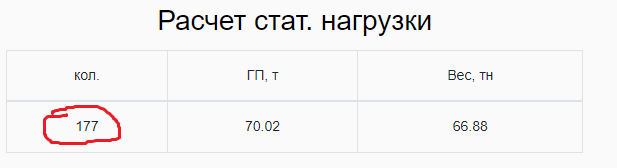 Расчет стат. нагрузки
кол. ГП, т Вес, тн
177 70.02 66.88